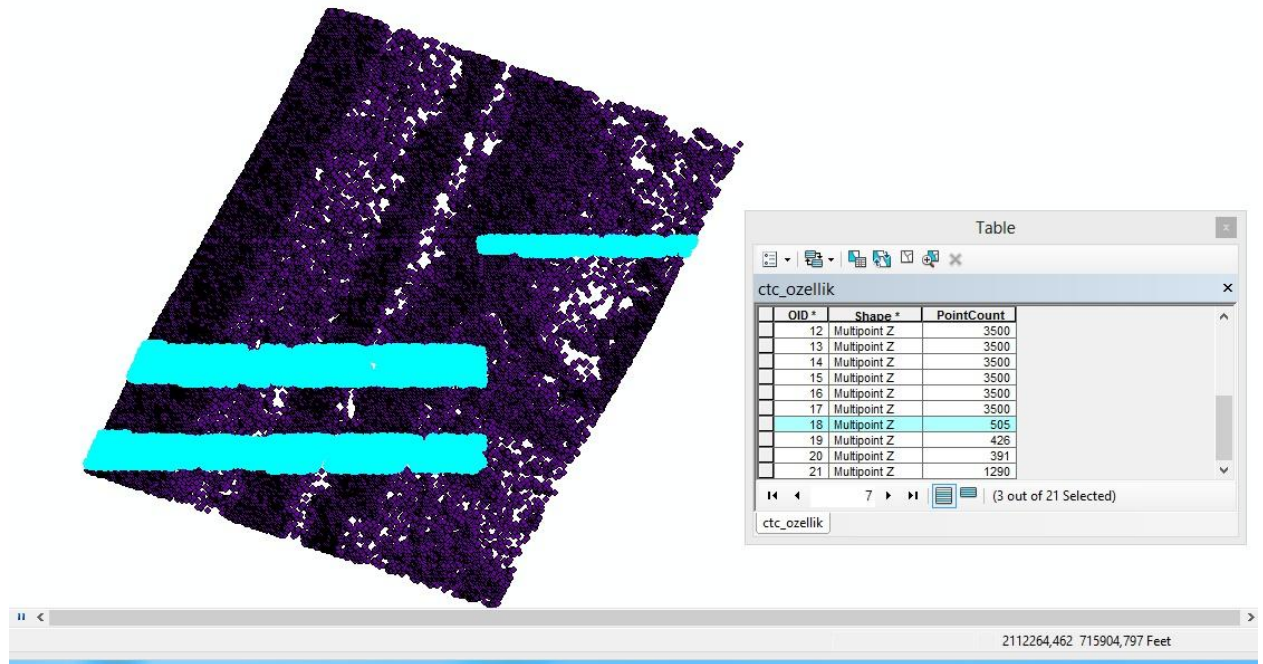 Table
ctc_ozellik
OID * Shape * PointCount
12 Multipoint Z 3500
13 Multipoint Z 3500
14 Multipoint Z 3500
15 Multipoint Z 3500
16 Multipoint Z 3500
17 Multipoint Z 3500
18 Multipoint Z 505
19 Multipoint Z 426
20 Multipoint Z 391
21 Multipoint Z 1290
7 (3 out of 21 Selected)
ctc_ozellik
2112264,462 715904,797 Feet